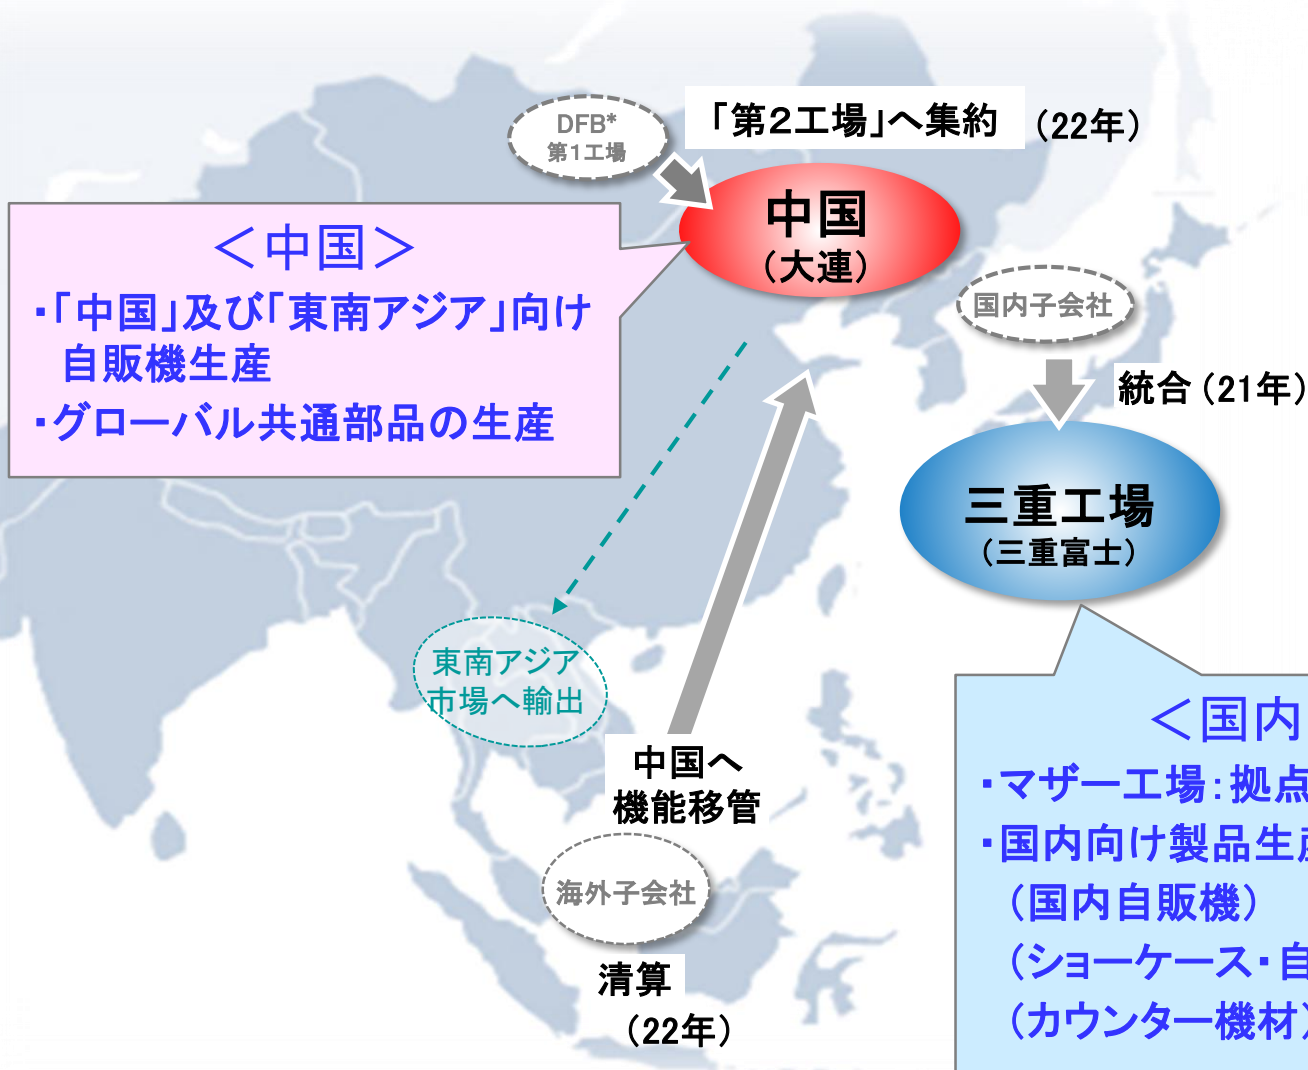 DFB*
第1工場
「第2工場」へ集約 （22年）
中国
（大連）
＜中国＞
・「中国」及び「東南アジア」向け
自販機生産
・グローバル共通部品の生産
国内子会社
統合（21年）
三重工場
（三重富士）
東南アジア
市場へ輸出
中国へ
機能移管
海外子会社
清算
（22年）
＜国内
・マザー工場：拠点
・国内向け製品生産
（国内自販機）
（ショーケース・自
（カウンター機材）